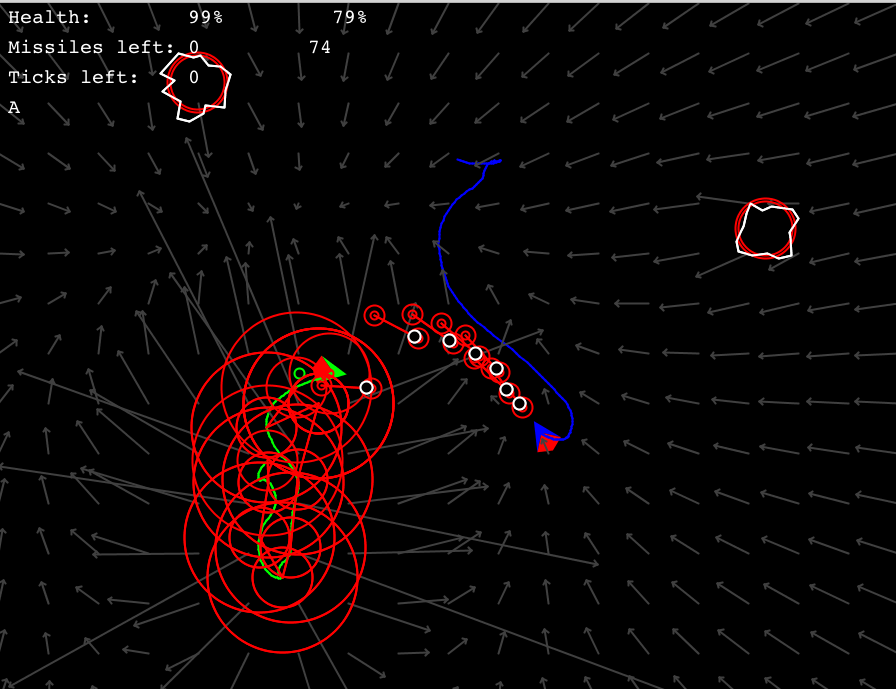 Health: 99% 79%
Missiles left: 0 74
Ticks left: 0
A